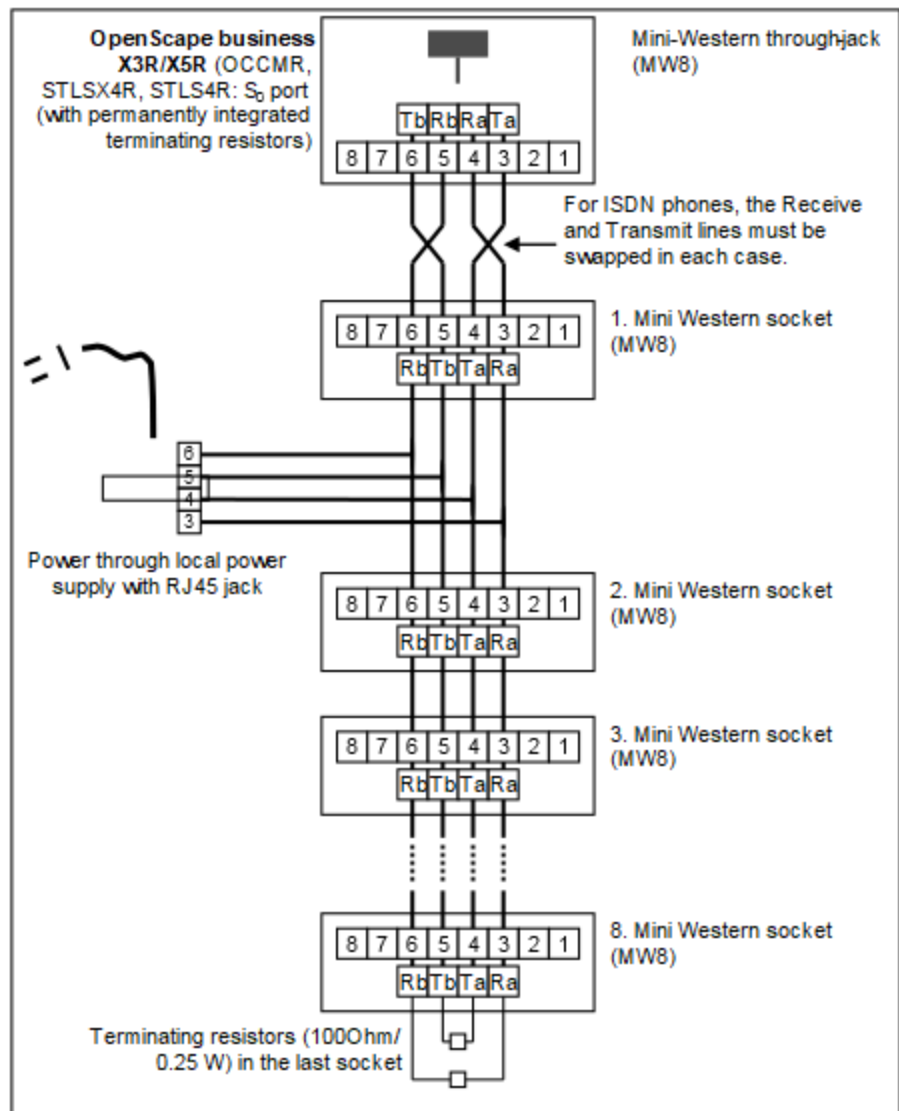 OpenScape business
X3R/X5R (OCCMR,
STLSX4R, STLS4R: S0 port
(with permanently integrated
terminating resistors)
Mini-Western through-jack
(MW8)
Tb Rb Ra Ta
8 7 6 5 4 3 2 1
For ISDN phones, the Receive
and Transmit lines must be
swapped in each case.
8 7 6 5 4 3 2 1
Rb Tb Ta Ra
1. Mini Western socket
(MW8)
6
5
4
3
Power through local power
supply with RJ45 jack
8 7 6 5 4 3 2 1
Rb Tb Ta Ra
2. Mini Western socket
(MW8)
8 7 6 5 4 3 2 1
Rb Tb Ta Ra
3. Mini Western socket
(MW8)
8 7 6 5 4 3 2 1
Rb Tb Ta Ra
8. Mini Western socket
(MW8)
Terminating resistors (100Ohm/
0.25 W) in the last socket